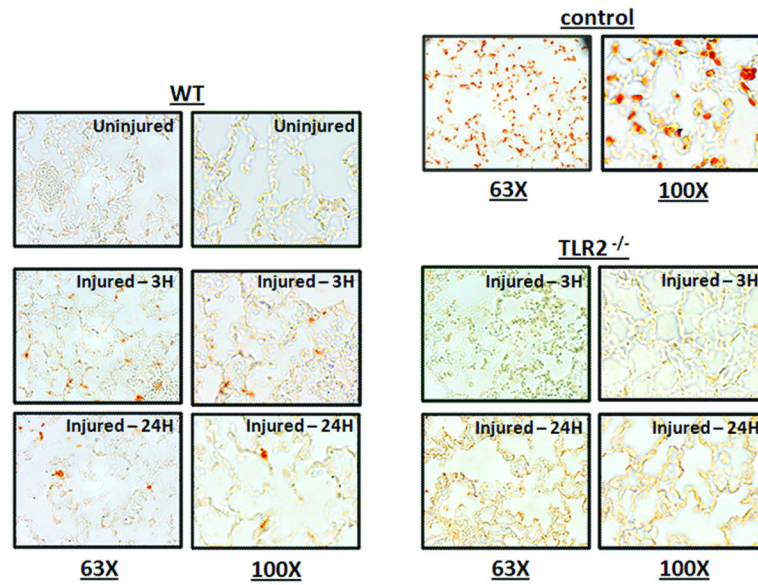 control
63X 100X
WT
Uninjured Uninjured
Injured – 3H Injured – 3H
Injured – 24H Injured – 24H
63X 100X
TLR2 -/-
Injured – 3H Injured – 3H
Injured – 24H Injured – 24H
63X 100X